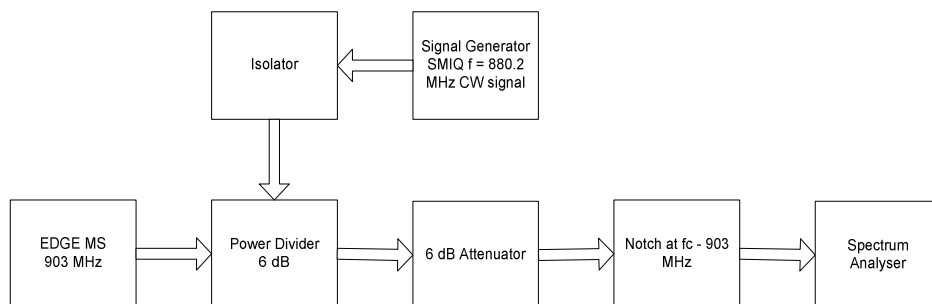 Isolator
Signal Generator
SMIQ f = 880.2
MHz CW signal
EDGE MS
903 MHz
Power Divider
6 dB
6 dB Attenuator
Notch at fc - 903
MHz
Spectrum
Analyser